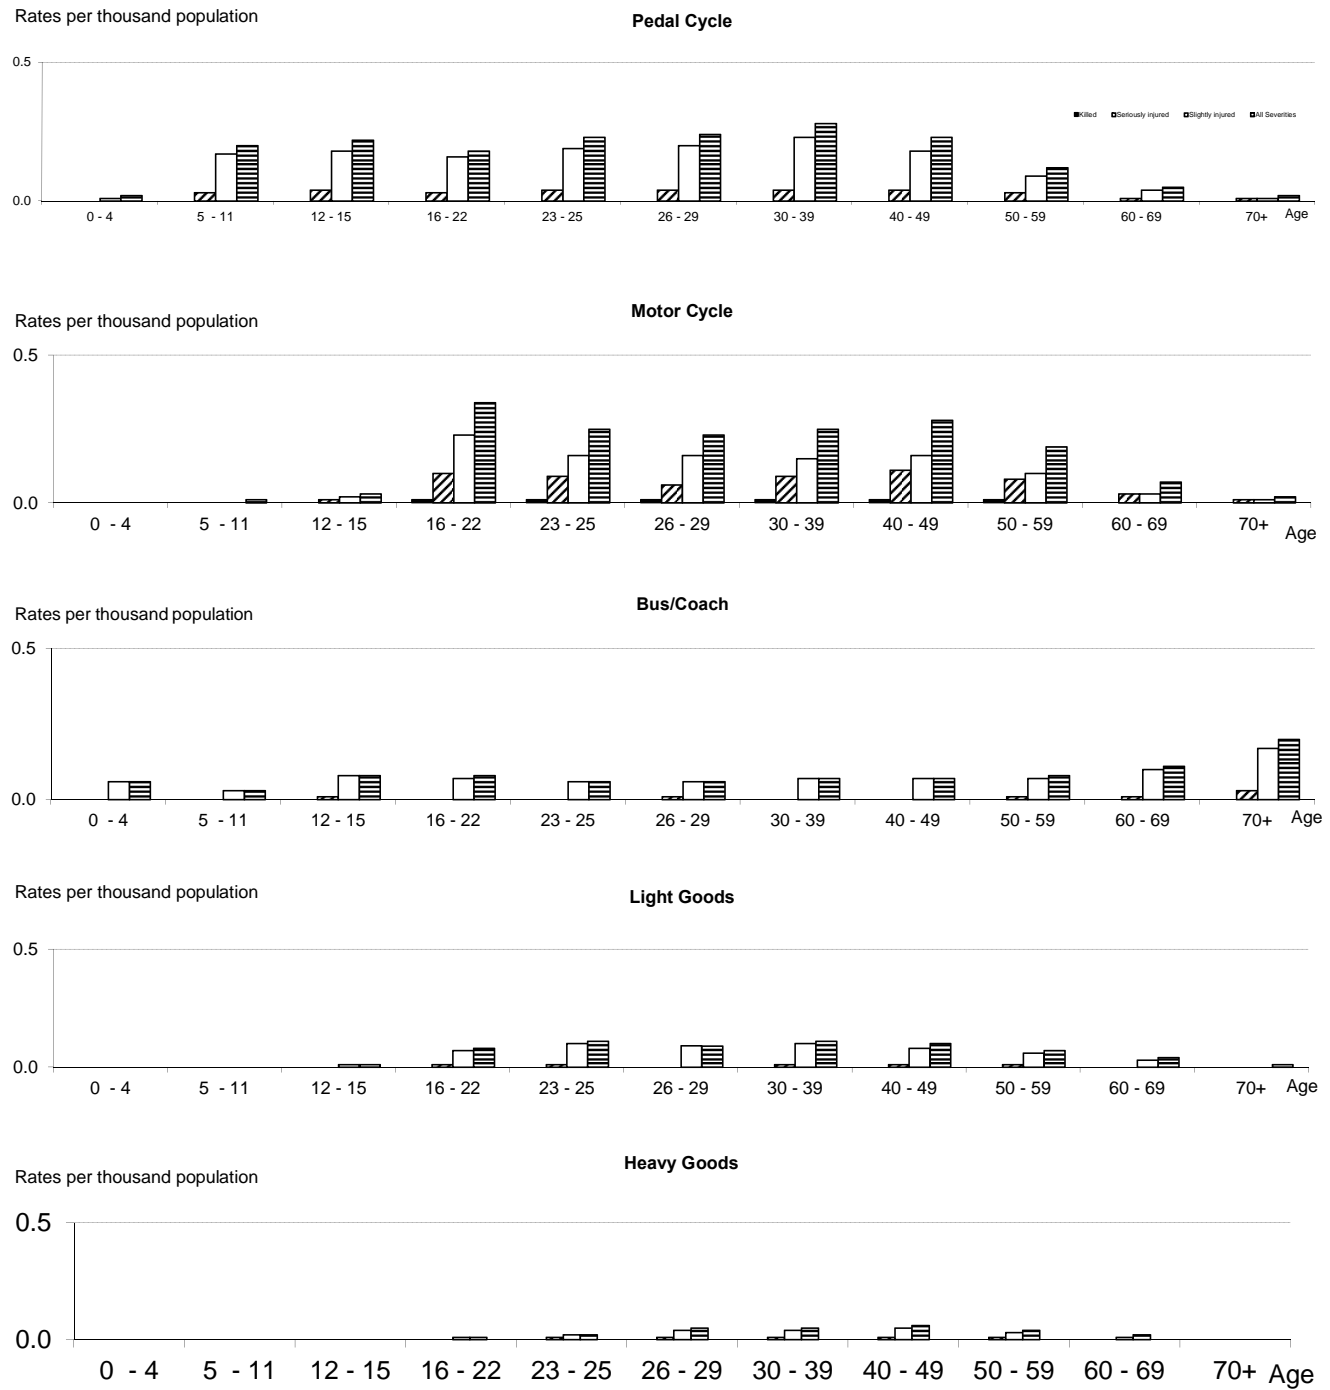 Rates per thousand population
Pedal Cycle
0.5
Killed Seriously injured Slightly injured All Severities
0.0
0 - 4 5 - 11 12 - 15 16 - 22 23 - 25 26 - 29 30 - 39 40 - 49 50 - 59 60 - 69 70+ Age
Motor Cycle
Rates per thousand population
0.5
0.0
0 - 4 5 - 11 12 - 15 16 - 22 23 - 25 26 - 29 30 - 39 40 - 49 50 - 59 60 - 69 70+ Age
Bus/Coach
Rates per thousand population
0.5
0.0
0 - 4 5 - 11 12 - 15 16 - 22 23 - 25 26 - 29 30 - 39 40 - 49 50 - 59 60 - 69 70+ Age
Rates per thousand population
Light Goods
0.5
0.0
0 - 4 5 - 11 12 - 15 16 - 22 23 - 25 26 - 29 30 - 39 40 - 49 50 - 59 60 - 69 70+ Age
Heavy Goods
Rates per thousand population
0.5
0.0
0 - 4 5 - 11 12 - 15 16 - 22 23 - 25 26 - 29 30 - 39 40 - 49 50 - 59 60 - 69 70+ Age